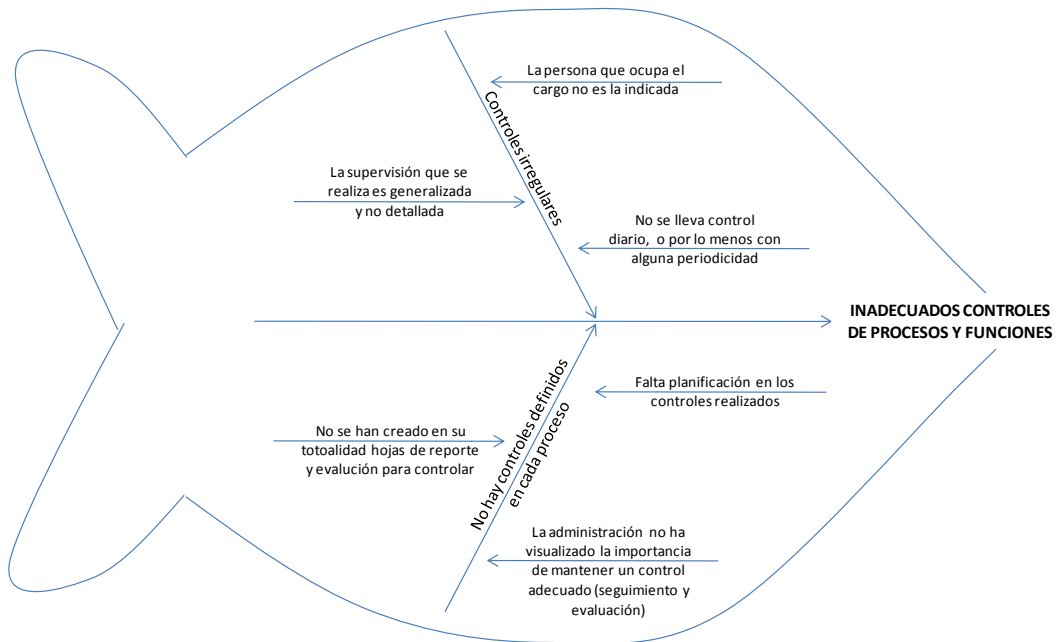 La persona que ocupa el
cargo no es la indicada
Controles irregulares
La supervisión que se
realiza es generalizada
y no detallada
No se lleva control
diario, o por lo menos con
alguna periodicidad
INADECUADOS CONTROLES
DE PROCESOS Y FUNCIONES
No hay controles definidos
en cada proceso
Falta planificación en los
controles realizados
No se han creado en su
totoalidad hojas de reporte
y evalución para controlar
La administración no ha
visualizado la importancia
de mantener un control
adecuado (seguimiento y
evaluación)